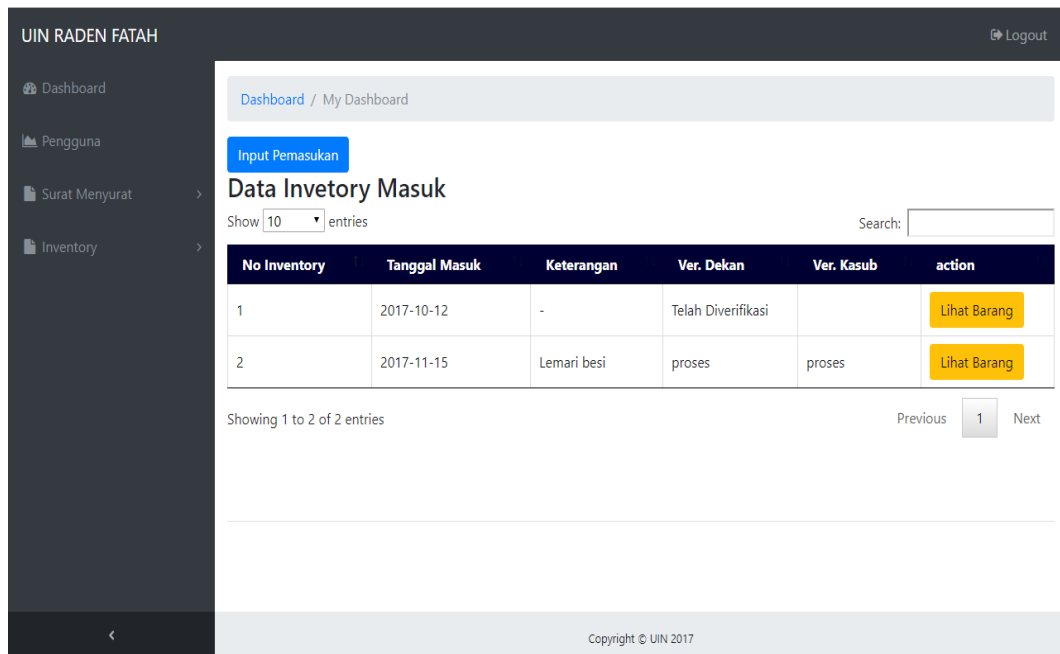 UIN RADEN FATAH Logout
Dashboard
Pengguna
Surat Menyurat
Inventory
Dashboard / My Dashboard
Input Pemasukan
Data Invetory Masuk
Show 10 entries Search:
No Inventory Tanggal Masuk Keterangan Ver. Dekan Ver. Kasub action
1 2017-10-12 - Telah Diverifikasi Lihat Barang
2 2017-11-15 Lemari besi proses proses Lihat Barang
Showing 1 to 2 of 2 entries Previous 1 Next
Copyright © UIN 2017